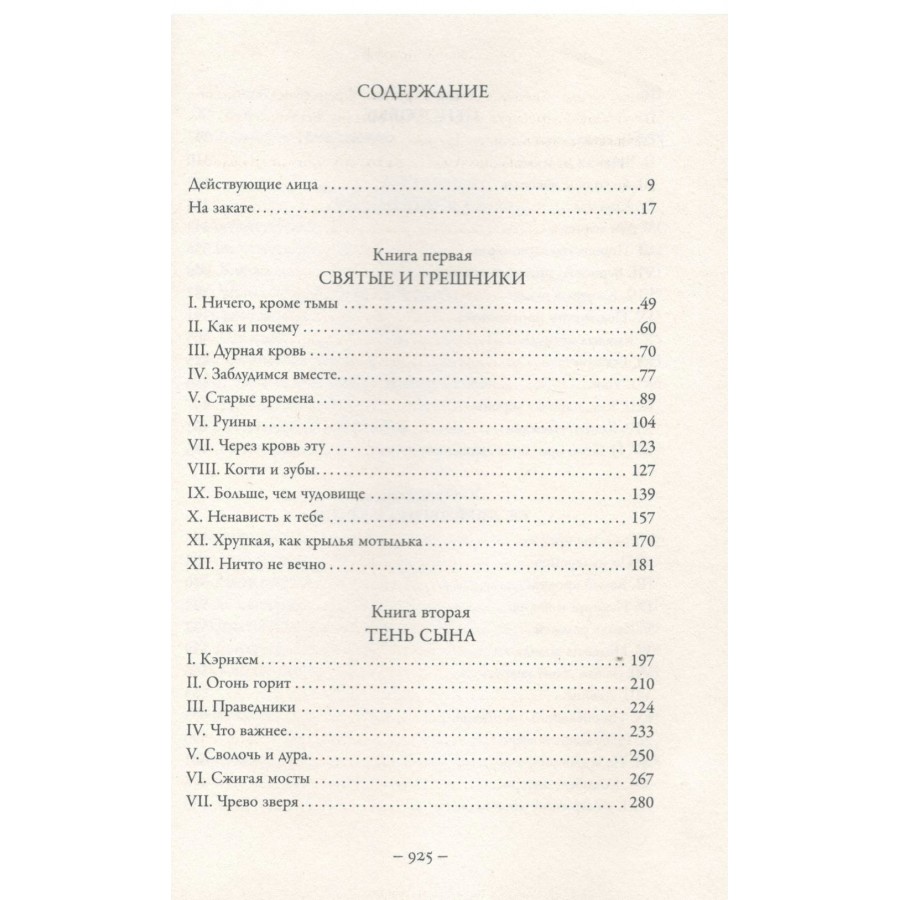 СОДЕРЖАНИЕ
Действующие лица ........ 9
На закате ........ 17
Книга первая
СВЯТЫЕ И ГРЕШНИКИ
I. Ничего, кроме тьмы ........ 49
II. Как и почему ........ 60
III. Дурная кровь ........ 70
IV. Заблудимся вместе ........ 77
V. Старые времена ........ 89
VI. Руины ........ 104
VII. Через кровь эту ........ 123
VIII. Когти и зубы ........ 127
IX. Больше, чем чудовище ........ 139
X. Ненависть к тебе ........ 157
XI. Хрупкая, как крылья мотылька ........ 170
XII. Ничто не вечно ........ 181
Книга вторая
ТЕНЬ СЫНА
I. Кэрнхем ........ 197
II. Огонь горит ........ 210
III. Праведники ........ 224
IV. Что важнее ........ 233
V. Сволочь и дура ........ 250
VI. Сжигая мосты ........ 267
VII. Чрево зверя ........ 280
– 925 –